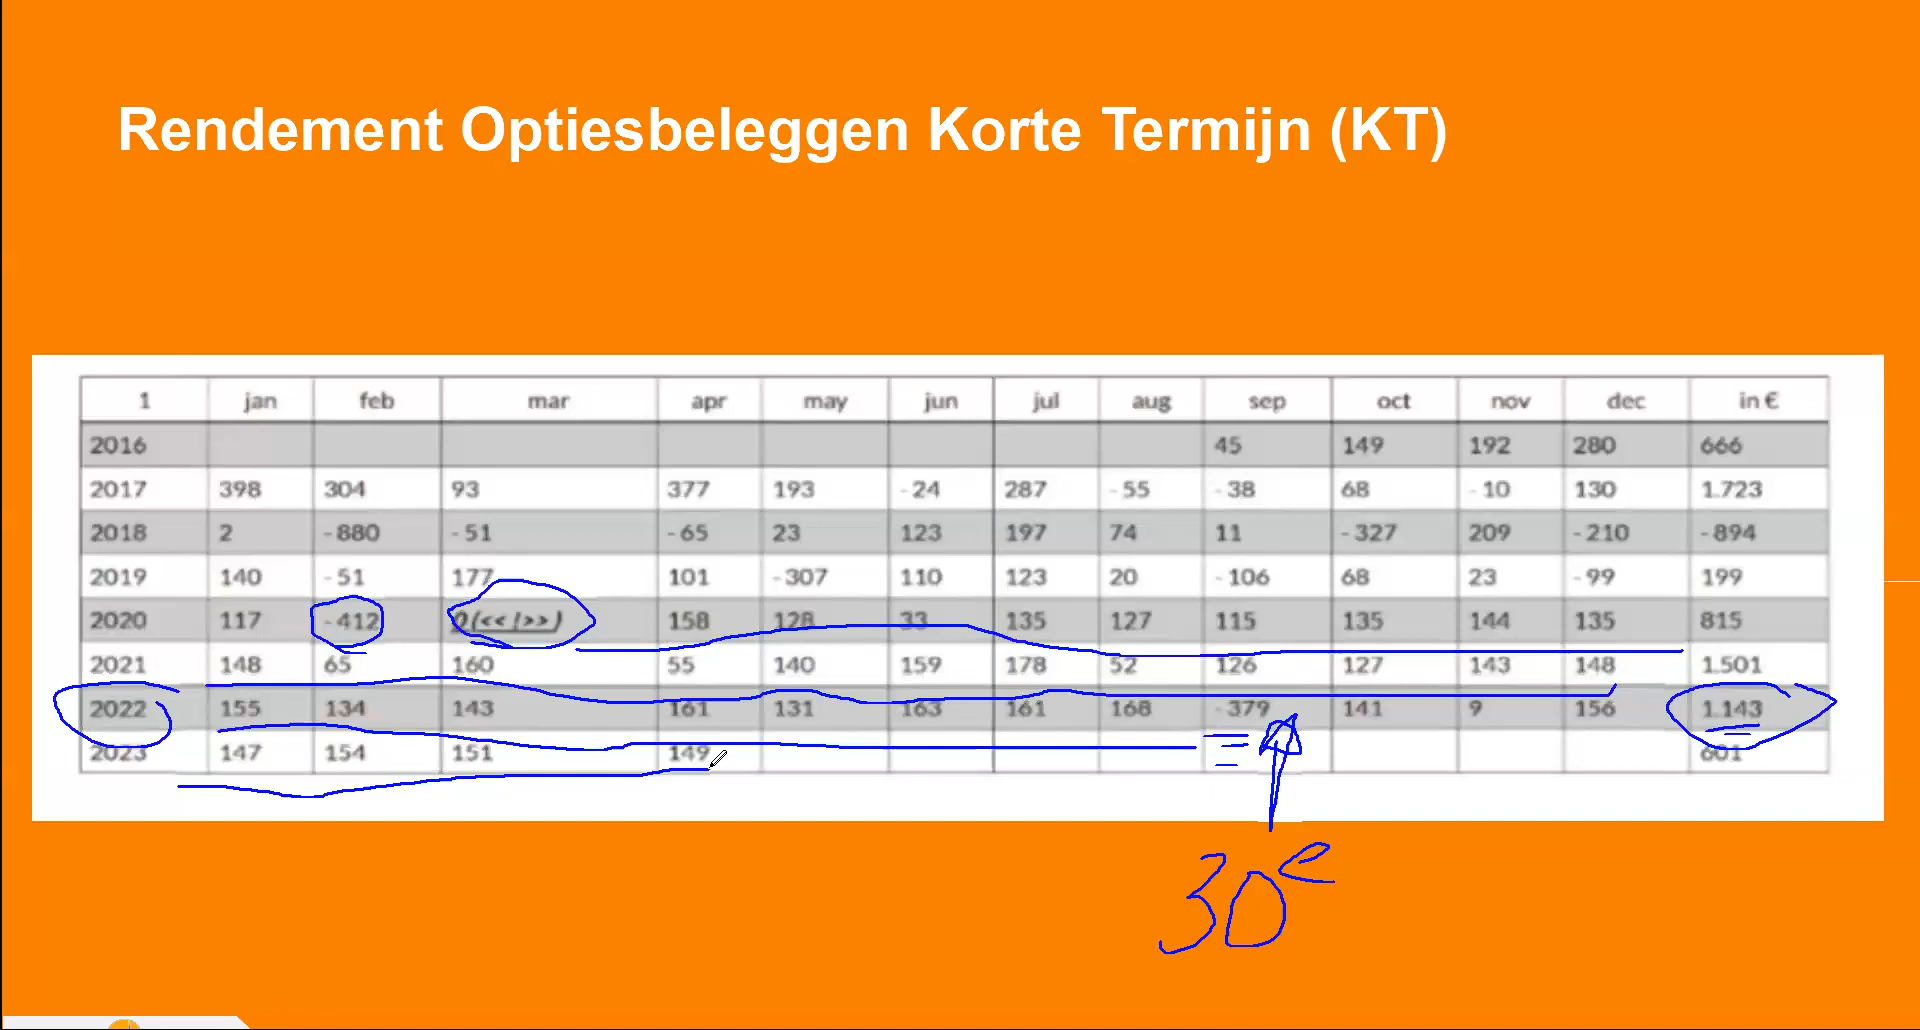 Rendement Optiesbeleggen Korte Termijn (KT)
1 jan feb mar apr may jun jul aug sep oct nov dec in €
2016 45 149 192 280 666
2017 398 304 93 377 193 - 24 287 - 55 - 38 68 - 10 130 1.723
2018 2 - 880 - 51 - 65 23 123 197 74 11 - 327 209 - 210 - 894
2019 140 - 51 177 101 - 307 110 123 20 - 106 68 23 - 99 199
2020 117 - 412 0 (<< !>>) 158 128 33 135 127 115 135 144 135 815
2021 148 65 160 55 140 159 178 52 126 127 143 148 1.501
2022 155 134 143 161 131 163 161 168 - 379 141 9 156 1.143
2023 147 154 151 149 601
30e